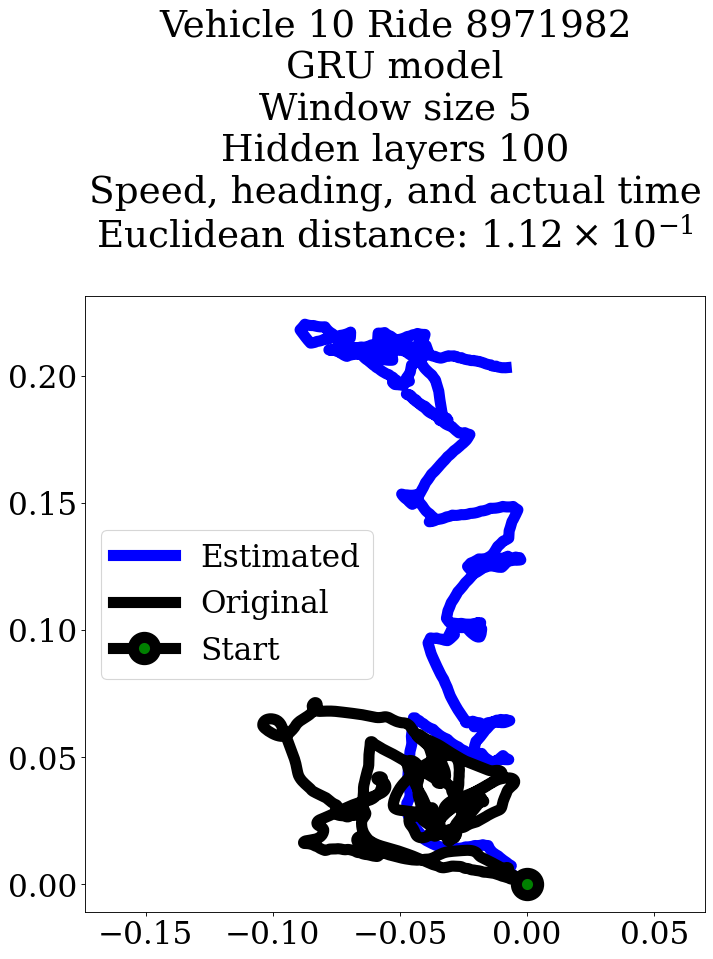 Vehicle 10 Ride 8971982
GRU model
Window size 5
Hidden layers 100
Speed, heading, and actual time
Euclidean distance: 1.12 × 10⁻¹
0.20
0.15
0.10
0.05
0.00
Estimated
Original
Start
−0.15 −0.10 −0.05 0.00 0.05